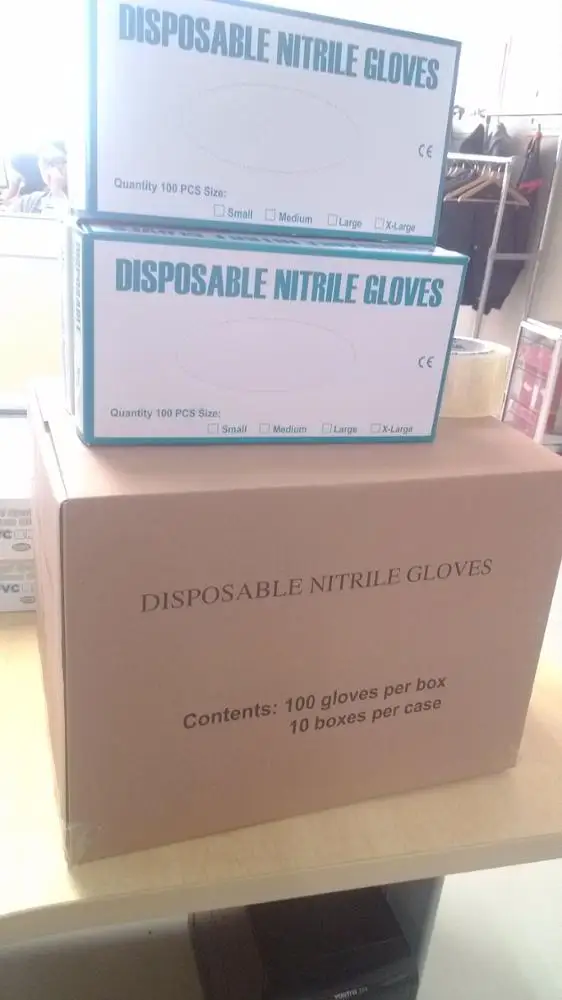 DISPOSABLE NITRILE GLOVES
CE
Quantity 100 PCS Size:
Small Medium Large X-Large
DISPOSABLE NITRILE GLOVES
DISPOSABLE
CE
Quantity 100 PCS Size:
Small Medium Large X-Large
DISPOSABLE NITRILE GLOVES
Contents: 100 gloves per box
10 boxes per case